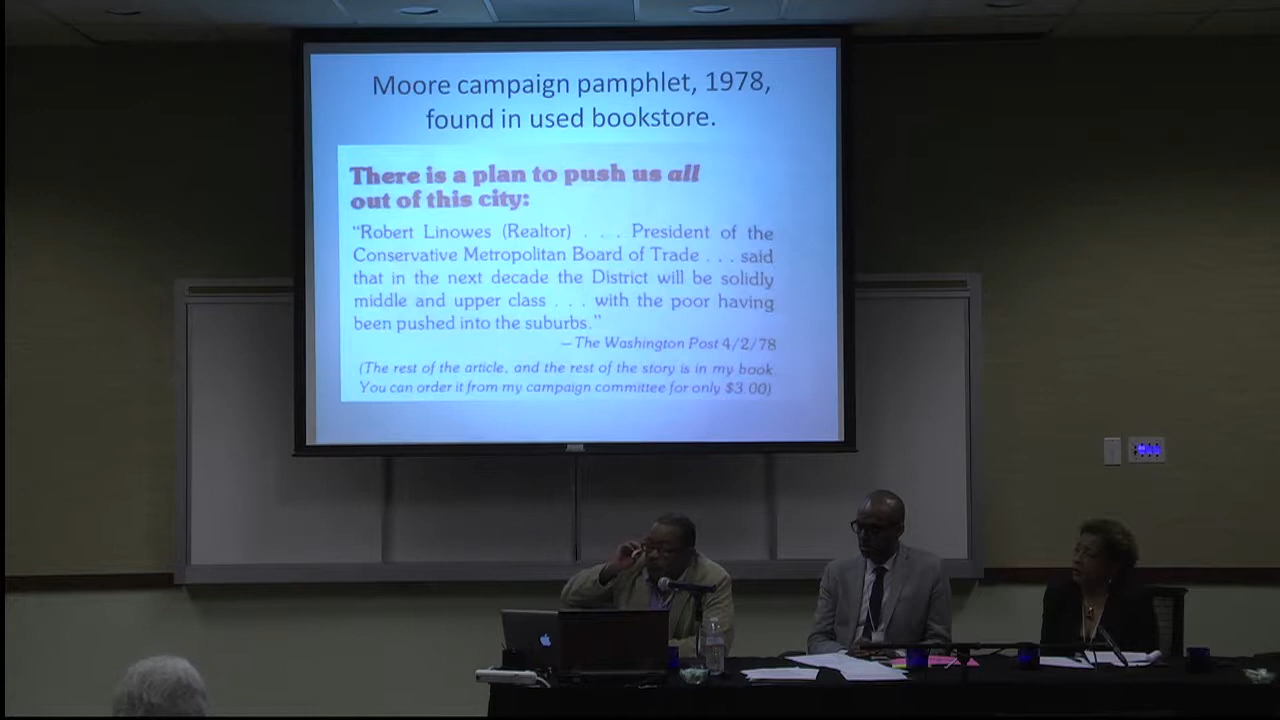 Moore campaign pamphlet, 1978,
found in used bookstore.
There is a plan to push us all
out of this city:
“Robert Linowes (Realtor) . . . President of the
Conservative Metropolitan Board of Trade . . . said
that in the next decade the District will be solidly
middle and upper class . . . with the poor having
been pushed into the suburbs.”
— The Washington Post 4/2/78
(The rest of the article, and the rest of the story is in my book
You can order it from my campaign committee for only $3.00)